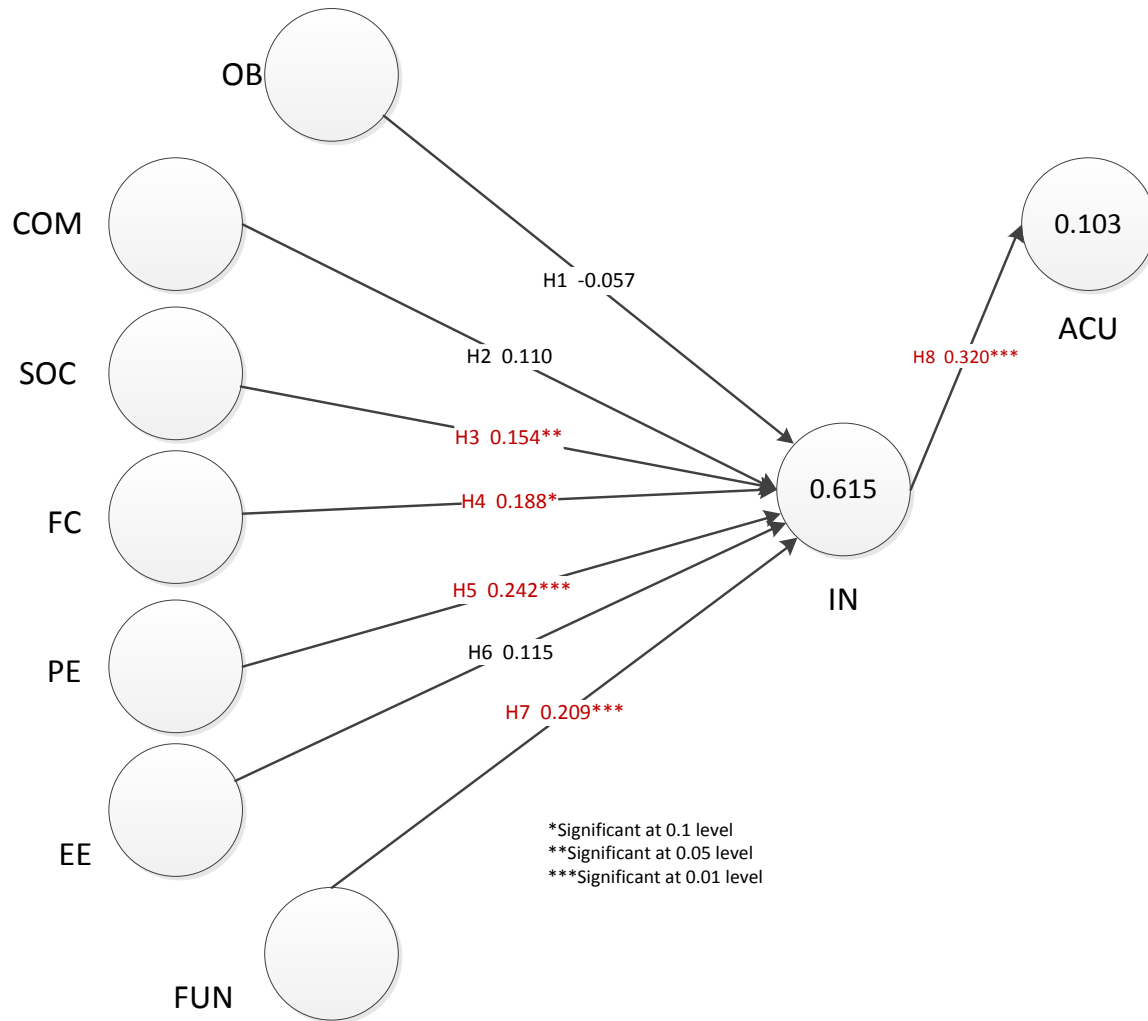 OB
COM
0.103
H1 -0.057
ACU
H2 0.110
H8 0.320***
SOC
H3 0.154**
0.615
H4 0.188*
FC
H5 0.242***
IN
PE
H6 0.115
H7 0.209***
EE
*Significant at 0.1 level
**Significant at 0.05 level
***Significant at 0.01 level
FUN